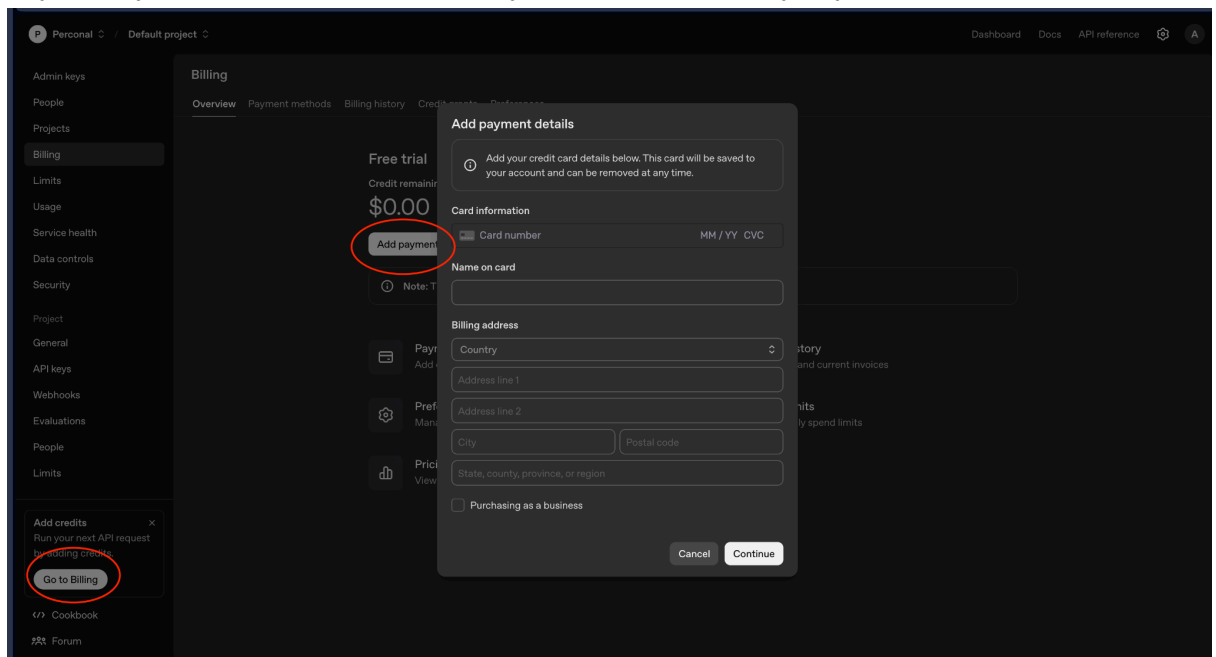 P Perconal / Default project
Dashboard Docs API reference A
Admin keys
People
Projects
Billing
Limits
Usage
Service health
Data controls
Security
Project
General
API keys
Webhooks
Evaluations
People
Limits
Add credits
Run your next API request
by adding credits.
Go to Billing
Cookbook
Forum
Billing
Overview Payment methods Billing history
Free trial
Credit
$0.00
Add payment
Note:
Add
View
story
and current invoices
spend limits
Add payment details
Add your credit card details below. This card will be saved to
your account and can be removed at any time.
Card information
Card number MM / YY CVC
Name on card
Billing address
Country
Address line 1
Address line 2
City Postal code
State, county, province, or region
Purchasing as a business
Cancel Continue